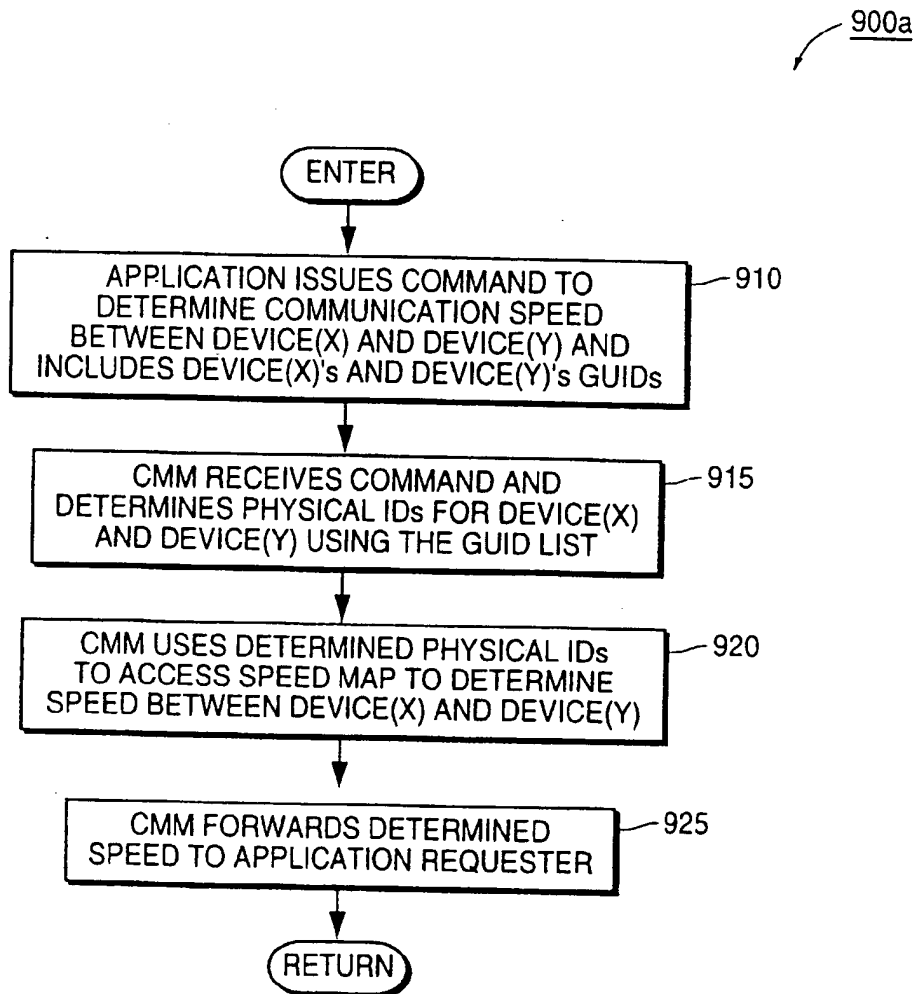 900a
ENTER
APPLICATION ISSUES COMMAND TO
DETERMINE COMMUNICATION SPEED
BETWEEN DEVICE(X) AND DEVICE(Y) AND
INCLUDES DEVICE(X)'s AND DEVICE(Y)'s GUIDs
910
CMM RECEIVES COMMAND AND
DETERMINES PHYSICAL IDs FOR DEVICE(X)
AND DEVICE(Y) USING THE GUID LIST
915
CMM USES DETERMINED PHYSICAL IDs
TO ACCESS SPEED MAP TO DETERMINE
SPEED BETWEEN DEVICE(X) AND DEVICE(Y)
920
CMM FORWARDS DETERMINED
SPEED TO APPLICATION REQUESTER
925
RETURN